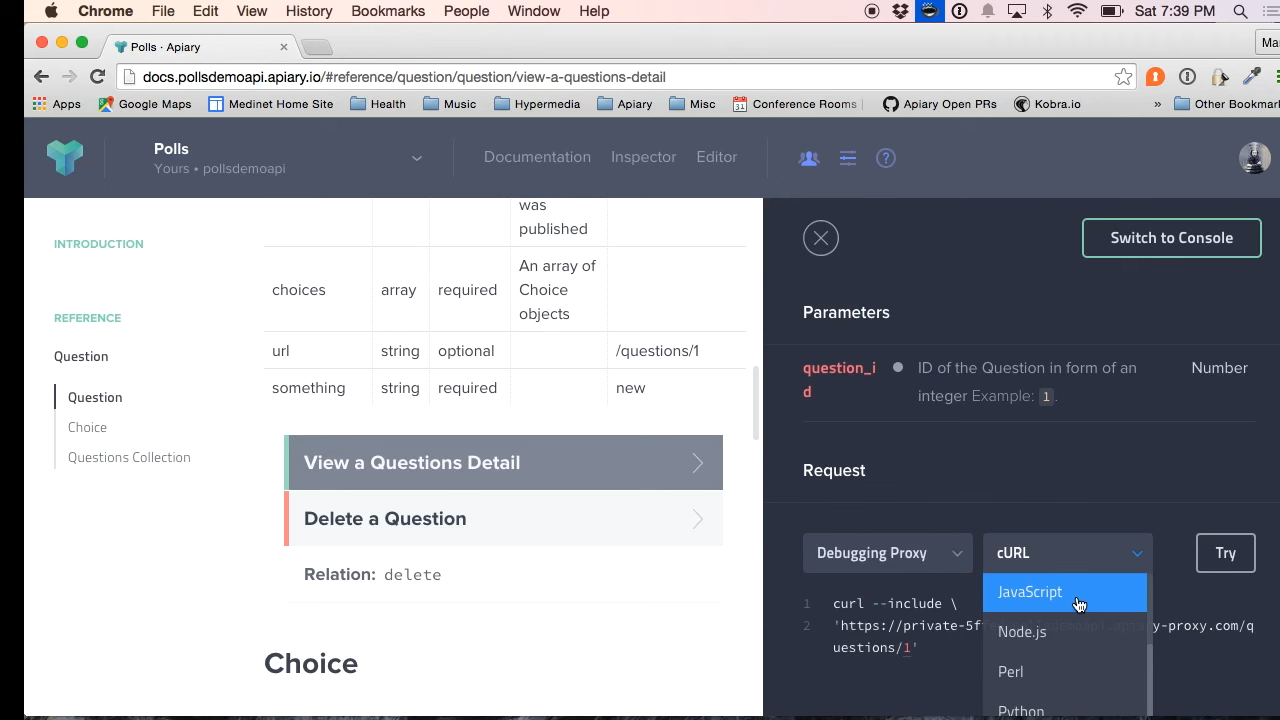 Chrome File Edit View History Bookmarks People Window Help Sat 7:39 PM
Polls · Apiary
docs.pollsdemoapi.apiary.io/#reference/question/question/view-a-questions-detail
Apps Google Maps Medinet Home Site Health Music Hypermedia Apiary Misc Conference Rooms Apiary Open PRs Kobra.io » Other Bookmar
Polls
Yours • pollsdemoapi
Documentation Inspector Editor
INTRODUCTION
REFERENCE
Question
Question
Choice
Questions Collection
was
published
choices array required An array of
Choice
objects
url string optional /questions/1
something string required new
View a Questions Detail
Delete a Question
Relation: delete
Choice
Switch to Console
Parameters
question_i
d
ID of the Question in form of an
integer Example: 1.
Number
Request
Debugging Proxy cURL Try
JavaScript
Node.js
Perl
Python
1 curl --include \
2 'https://private-5ff y-proxy.com/q
uestions/1'